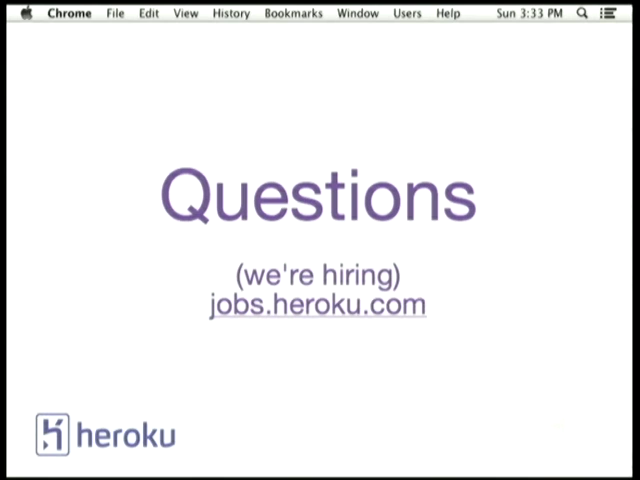 Chrome File Edit View History Bookmarks Window Users Help Sun 3:33 PM
Questions
(we're hiring)
jobs.heroku.com
heroku